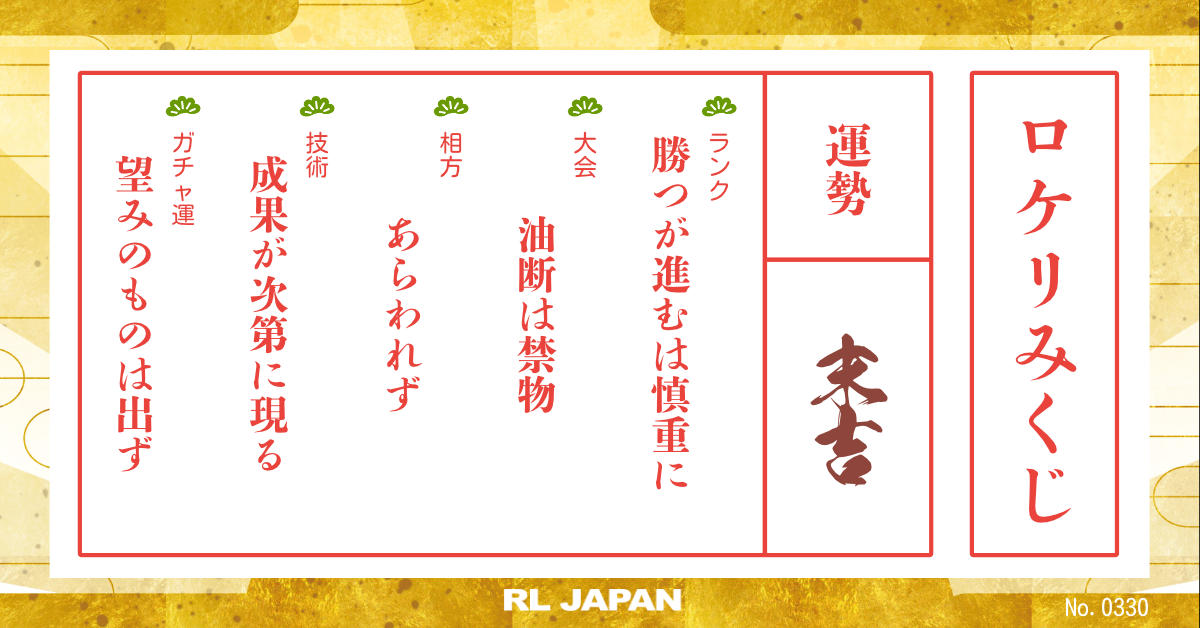 ロケリみくじ
運勢
末吉
ランク
勝つが進むは慎重に
大会
油断は禁物
相方
あらわれず
技術
成果が次第に現る
ガチャ運
望みのものは出ず
RL JAPAN
No. 0330